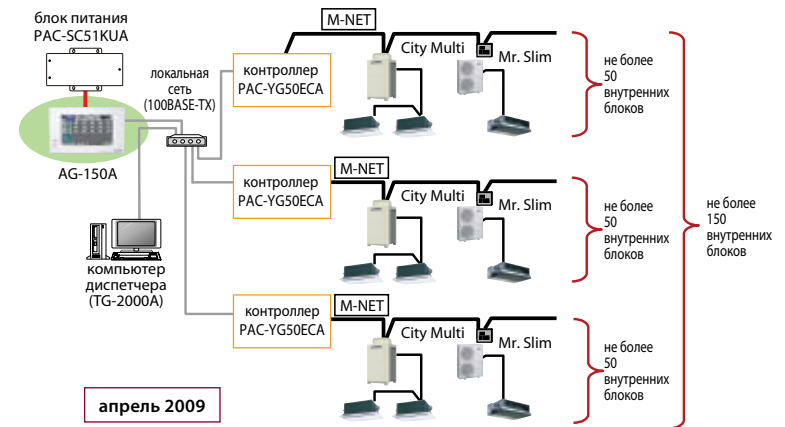 блок питания
PAC-SC51KUA
AG-150A
локальная
сеть
(100BASE-TX)
компьютер
диспетчера
(TG-2000A)
контроллер
PAC-YG50ECA
M-NET
City Multi
Mr. Slim
не более
50
внутренних
блоков
контроллер
PAC-YG50ECA
M-NET
City Multi
Mr. Slim
не более
50
внутренних
блоков
не более
150
внутренних
блоков
контроллер
PAC-YG50ECA
M-NET
City Multi
Mr. Slim
не более
50
внутренних
блоков
апрель 2009